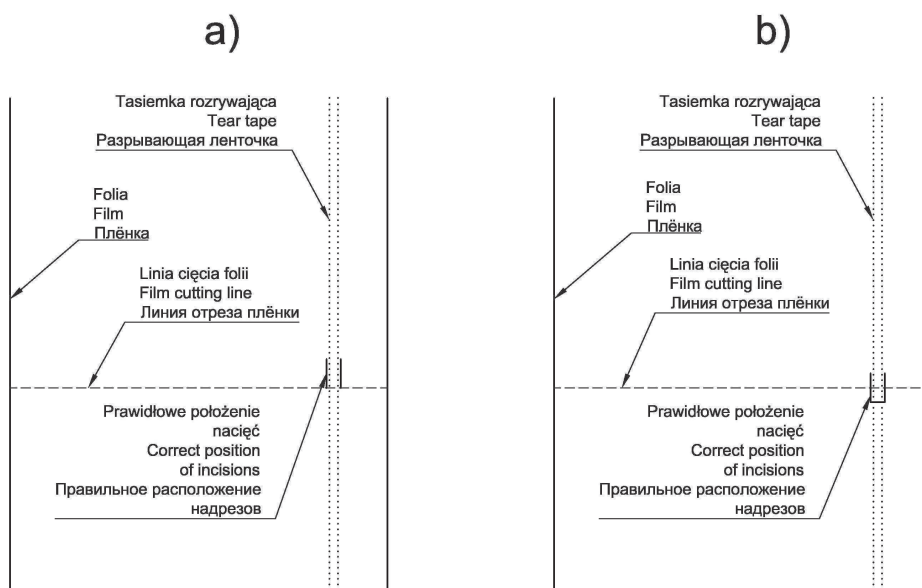 a)
Tasiemka rozrywająca
Tear tape
Разрывающая ленточка
Folia
Film
Плёнка
Linia cięcia folii
Film cutting line
Линия отреза плёнки
Prawidłowe położenie
nacięć
Correct position
of incisions
Правильное расположение
надрезов
b)
Tasiemka rozrywająca
Tear tape
Разрывающая ленточка
Folia
Film
Плёнка
Linia cięcia folii
Film cutting line
Линия отреза плёнки
Prawidłowe położenie
nacięć
Correct position
of incisions
Правильное расположение
надрезов